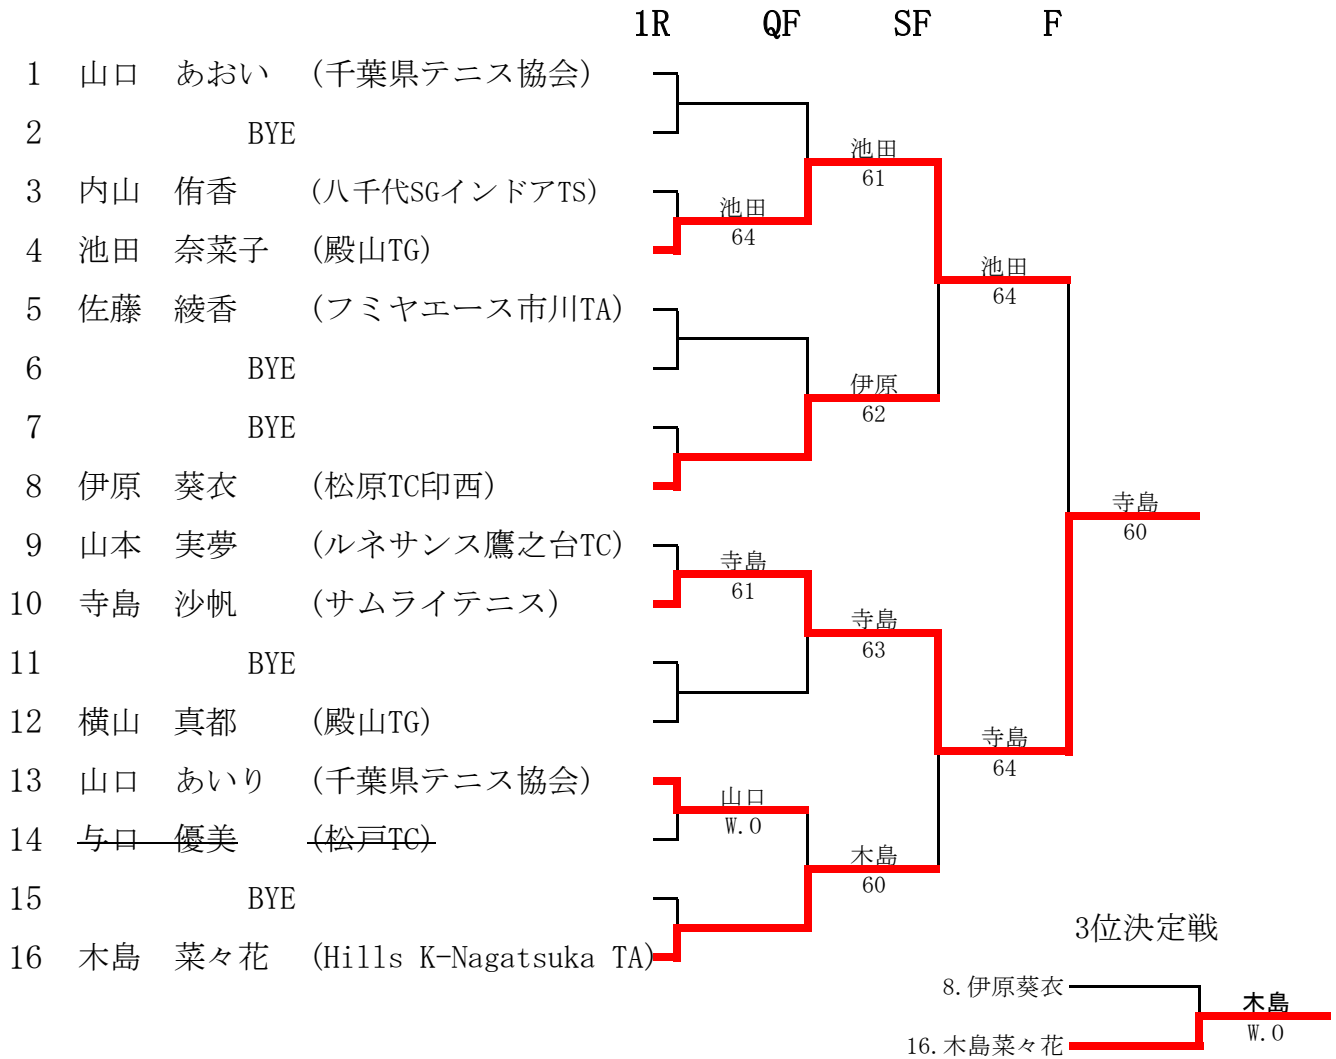 1R QF SF F
1 山口 あおい (千葉県テニス協会)
2 BYE
池田
61
3 内山 侑香 (八千代SGインドアTS)
池田
64
4 池田 奈菜子 (殿山TG)
池田
64
5 佐藤 綾香 (フミヤエース市川TA)
6 BYE
伊原
62
7 BYE
8 伊原 葵衣 (松原TC印西)
寺島
60
9 山本 実夢 (ルネサンス鷹之台TC)
寺島
61
10 寺島 沙帆 (サムライテニス)
寺島
63
11 BYE
12 横山 真都 (殿山TG)
寺島
64
13 山口 あいり (千葉県テニス協会)
山口
W.O
14 与口 優美 (松戸TC)
木島
60
15 BYE
16 木島 菜々花 (Hills K-Nagatsuka TA)
3位決定戦
8.伊原葵衣
木島
W.O
16.木島菜々花